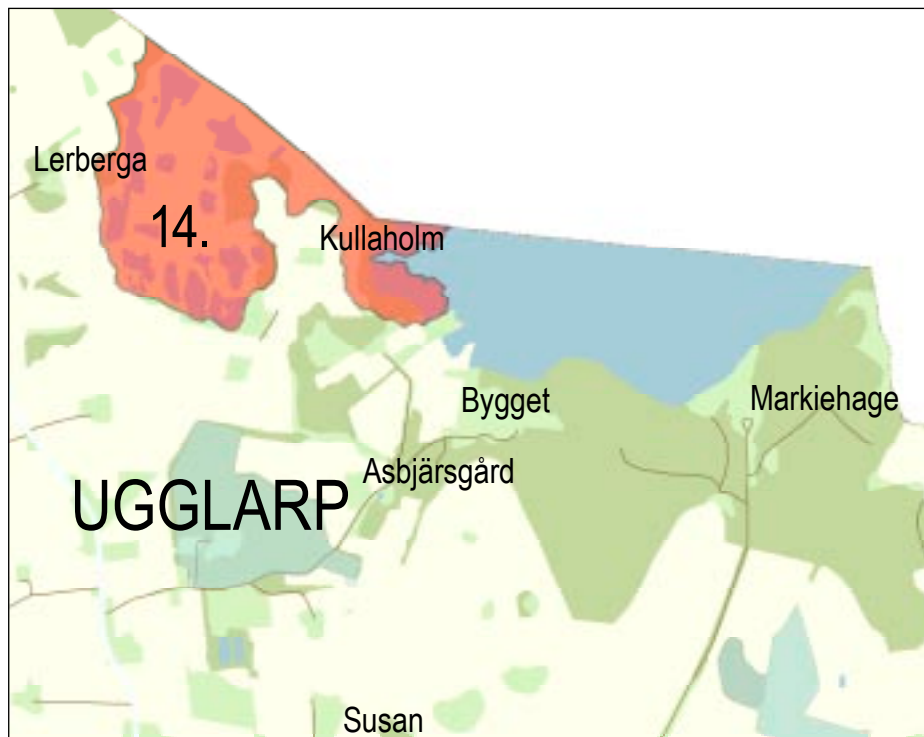 Lerberga
14.
Kullaholm
Bygget
Markiehage
Asbjärsgård
UGGLARP
Susan